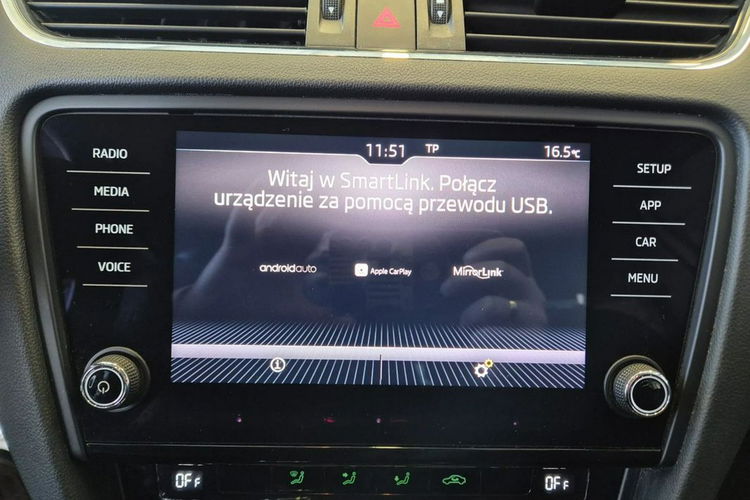 11:51 TP 16.5°C
RADIO
MEDIA
PHONE
VOICE
Witaj w SmartLink. Połącz
urządzenie za pomocą przewodu USB.
androidauto Apple CarPlay MirrorLink
SETUP
APP
CAR
MENU
OFF OFF